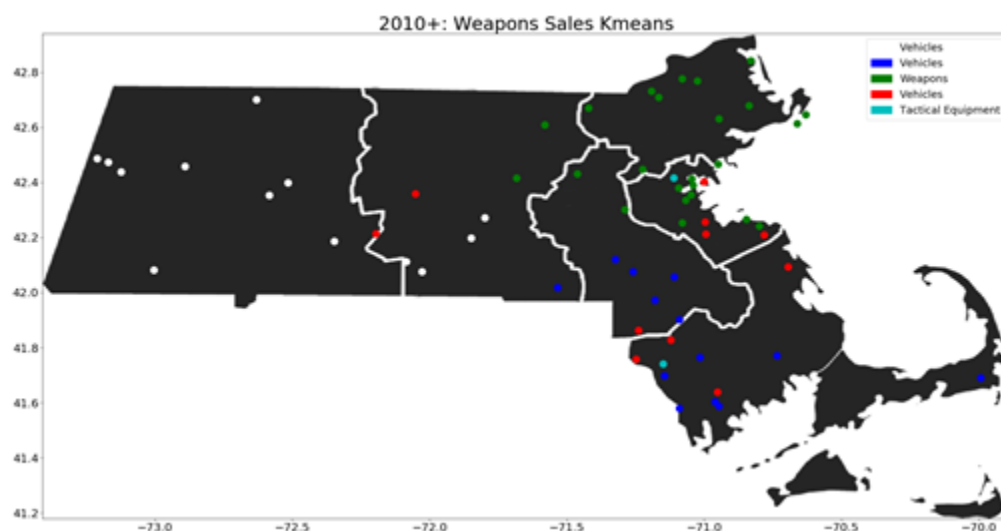 2010+: Weapons Sales Kmeans
Vehicles
Vehicles
Weapons
Vehicles
Tactical Equipment
42.8
42.6
42.4
42.2
42.0
41.8
41.6
41.4
41.2
−73.0
−72.5
−72.0
−71.5
−71.0
−70.5
−70.0